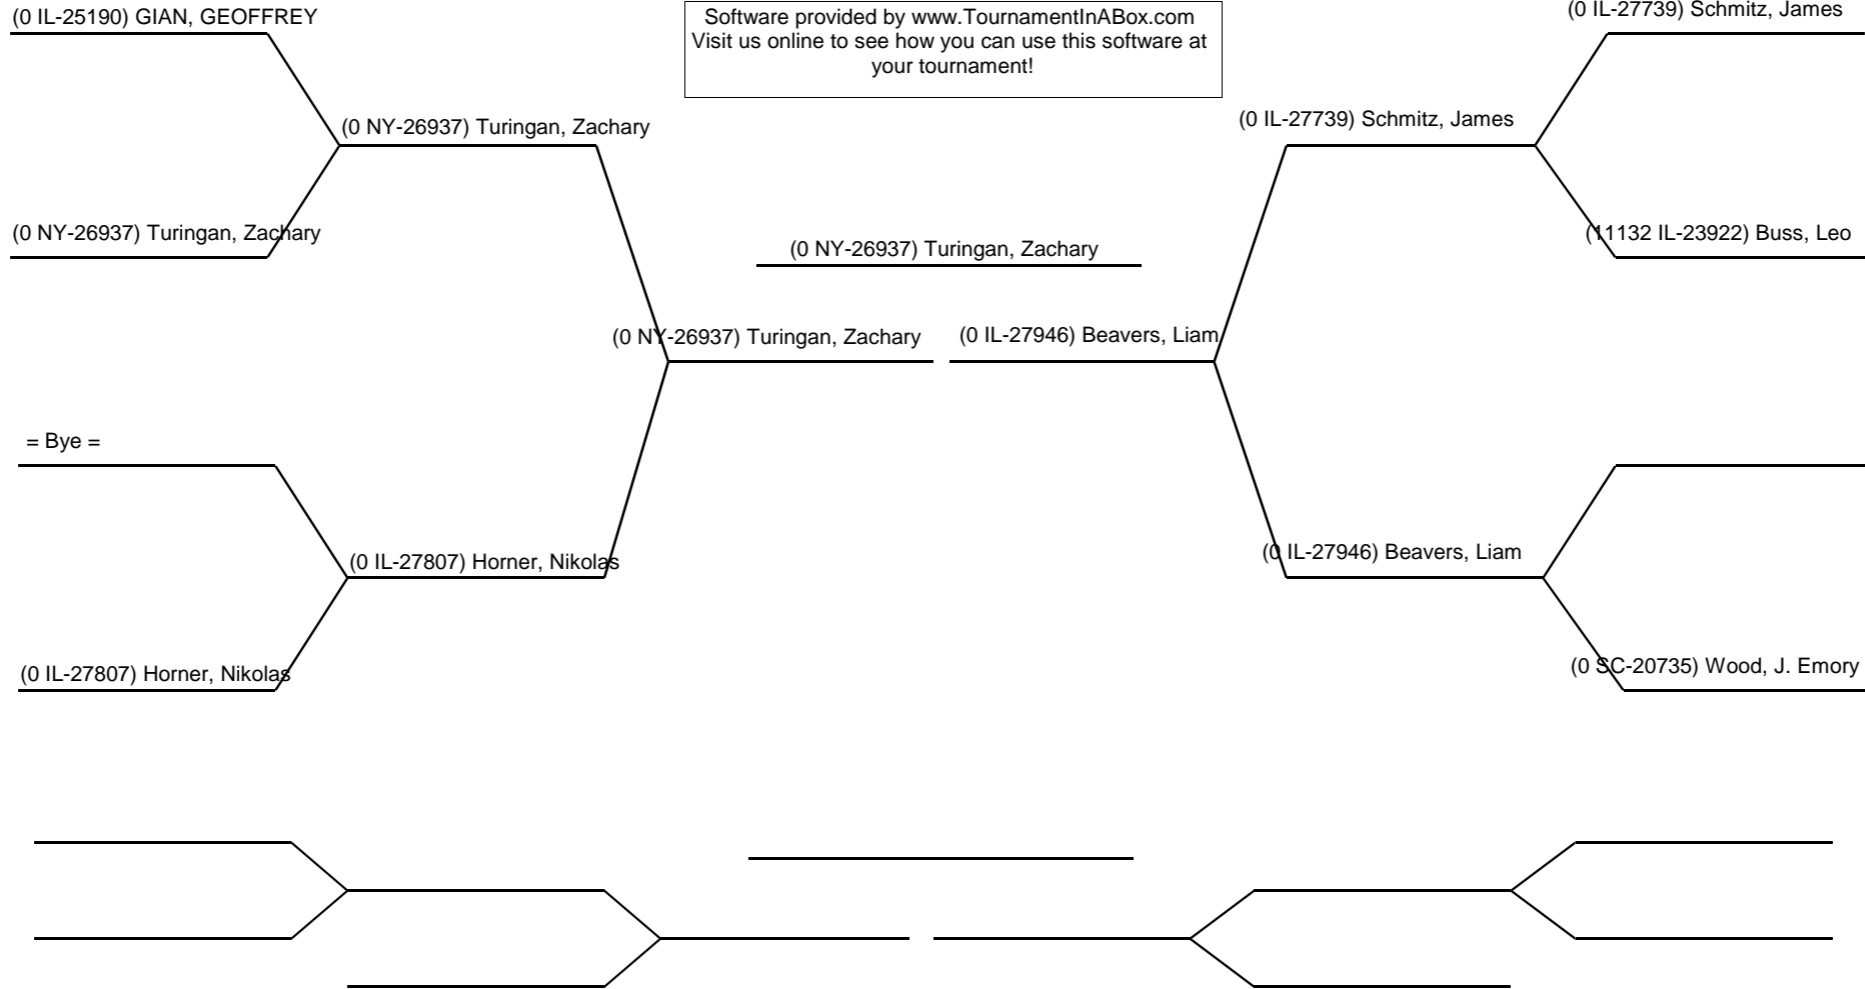 (0 IL-25190) GIAN, GEOFFREY
Software provided by www.TournamentInABox.com
Visit us online to see how you can use this software at
your tournament!
(0 IL-27739) Schmitz, James
(0 NY-26937) Turingan, Zachary
(0 IL-27739) Schmitz, James
(0 NY-26937) Turingan, Zachary
(0 NY-26937) Turingan, Zachary
(11132 IL-23922) Buss, Leo
(0 NY-26937) Turingan, Zachary
(0 IL-27946) Beavers, Liam
= Bye =
(0 IL-27807) Horner, Nikolas
(0 IL-27946) Beavers, Liam
(0 IL-27807) Horner, Nikolas
(0 SC-20735) Wood, J. Emory